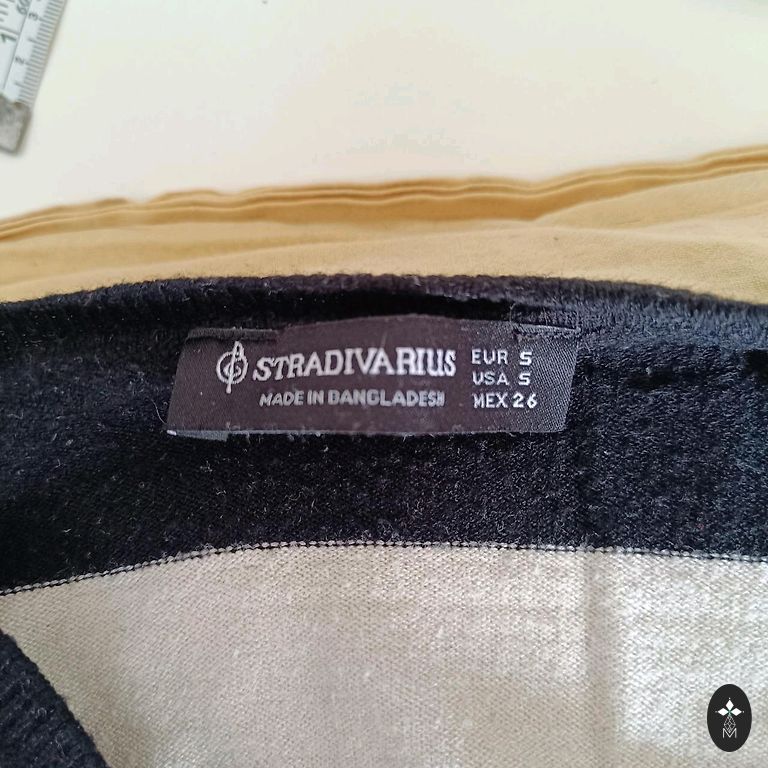 STRADIVARIUS
MADE IN BANGLADESH
EUR S
USA S
MEX 26